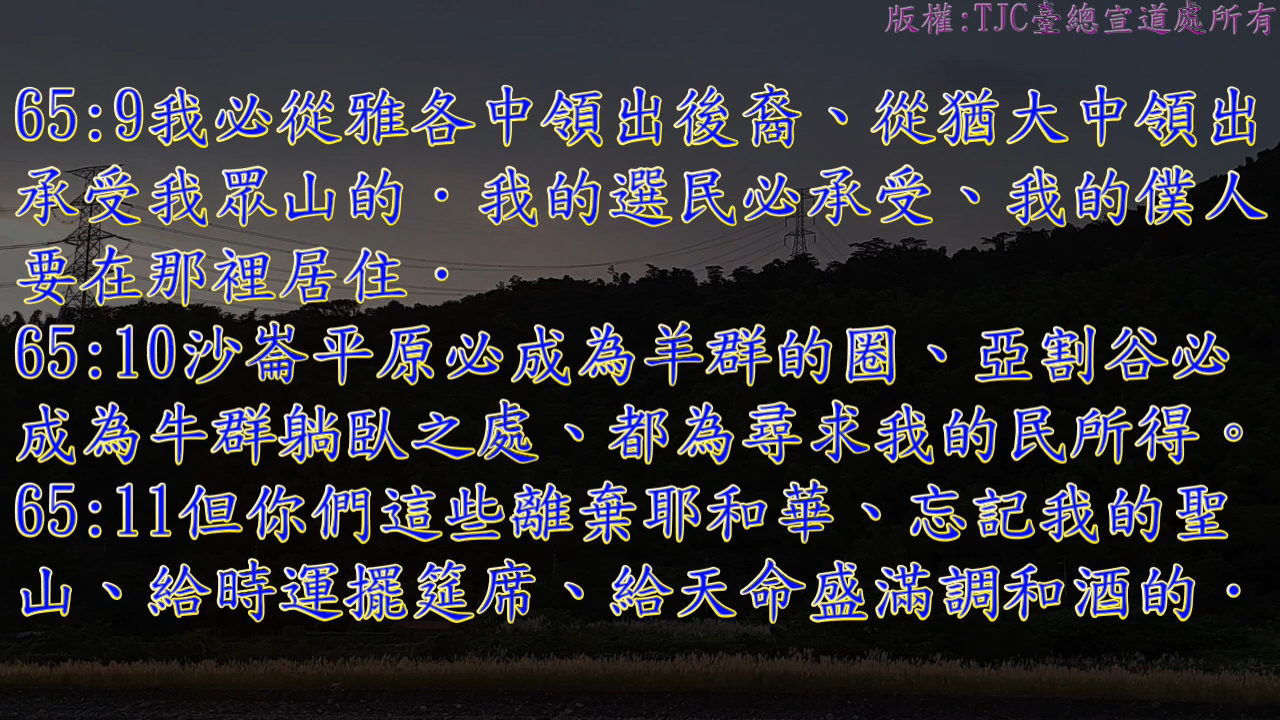 版權:TJC臺總宣道處所有
65:9我必從雅各中領出後裔、從猶大中領出
承受我眾山的．我的選民必承受、我的僕人
要在那裡居住．
65:10沙崙平原必成為羊群的圈、亞割谷必
成為牛群躺臥之處、都為尋求我的民所得。
65:11但你們這些離棄耶和華、忘記我的聖
山、給時運擺筵席、給天命盛滿調和酒的．